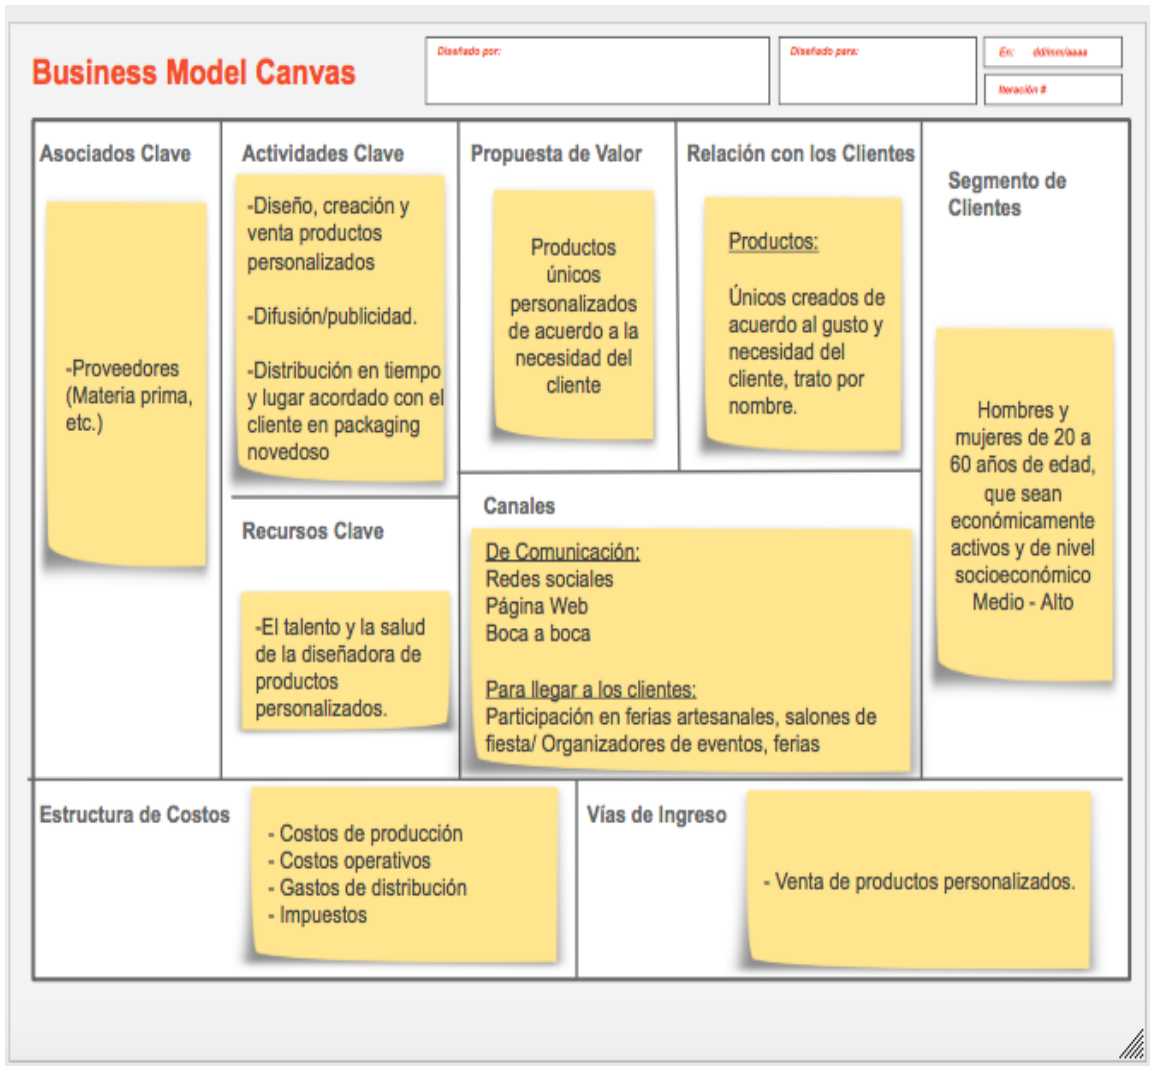 Business Model Canvas
Diseñado por:
Diseñado para:
En: dd/mm/aaaa
Iteración #
Asociados Clave
-Proveedores
(Materia prima,
etc.)
Actividades Clave
-Diseño, creación y
venta productos
personalizados
-Difusión/publicidad.
-Distribución en tiempo
y lugar acordado con el
cliente en packaging
novedoso
Recursos Clave
-El talento y la salud
de la diseñadora de
productos
personalizados.
Propuesta de Valor
Productos
únicos
personalizados
de acuerdo a la
necesidad del
cliente
Relación con los Clientes
Productos:
Únicos creados de
acuerdo al gusto y
necesidad del
cliente, trato por
nombre.
Canales
De Comunicación:
Redes sociales
Página Web
Boca a boca
Para llegar a los clientes:
Participación en ferias artesanales, salones de
fiesta/ Organizadores de eventos, ferias
Segmento de
Clientes
Hombres y
mujeres de 20 a
60 años de edad,
que sean
económicamente
activos y de nivel
socioeconómico
Medio - Alto
Estructura de Costos
- Costos de producción
- Costos operativos
- Gastos de distribución
- Impuestos
Vías de Ingreso
- Venta de productos personalizados.